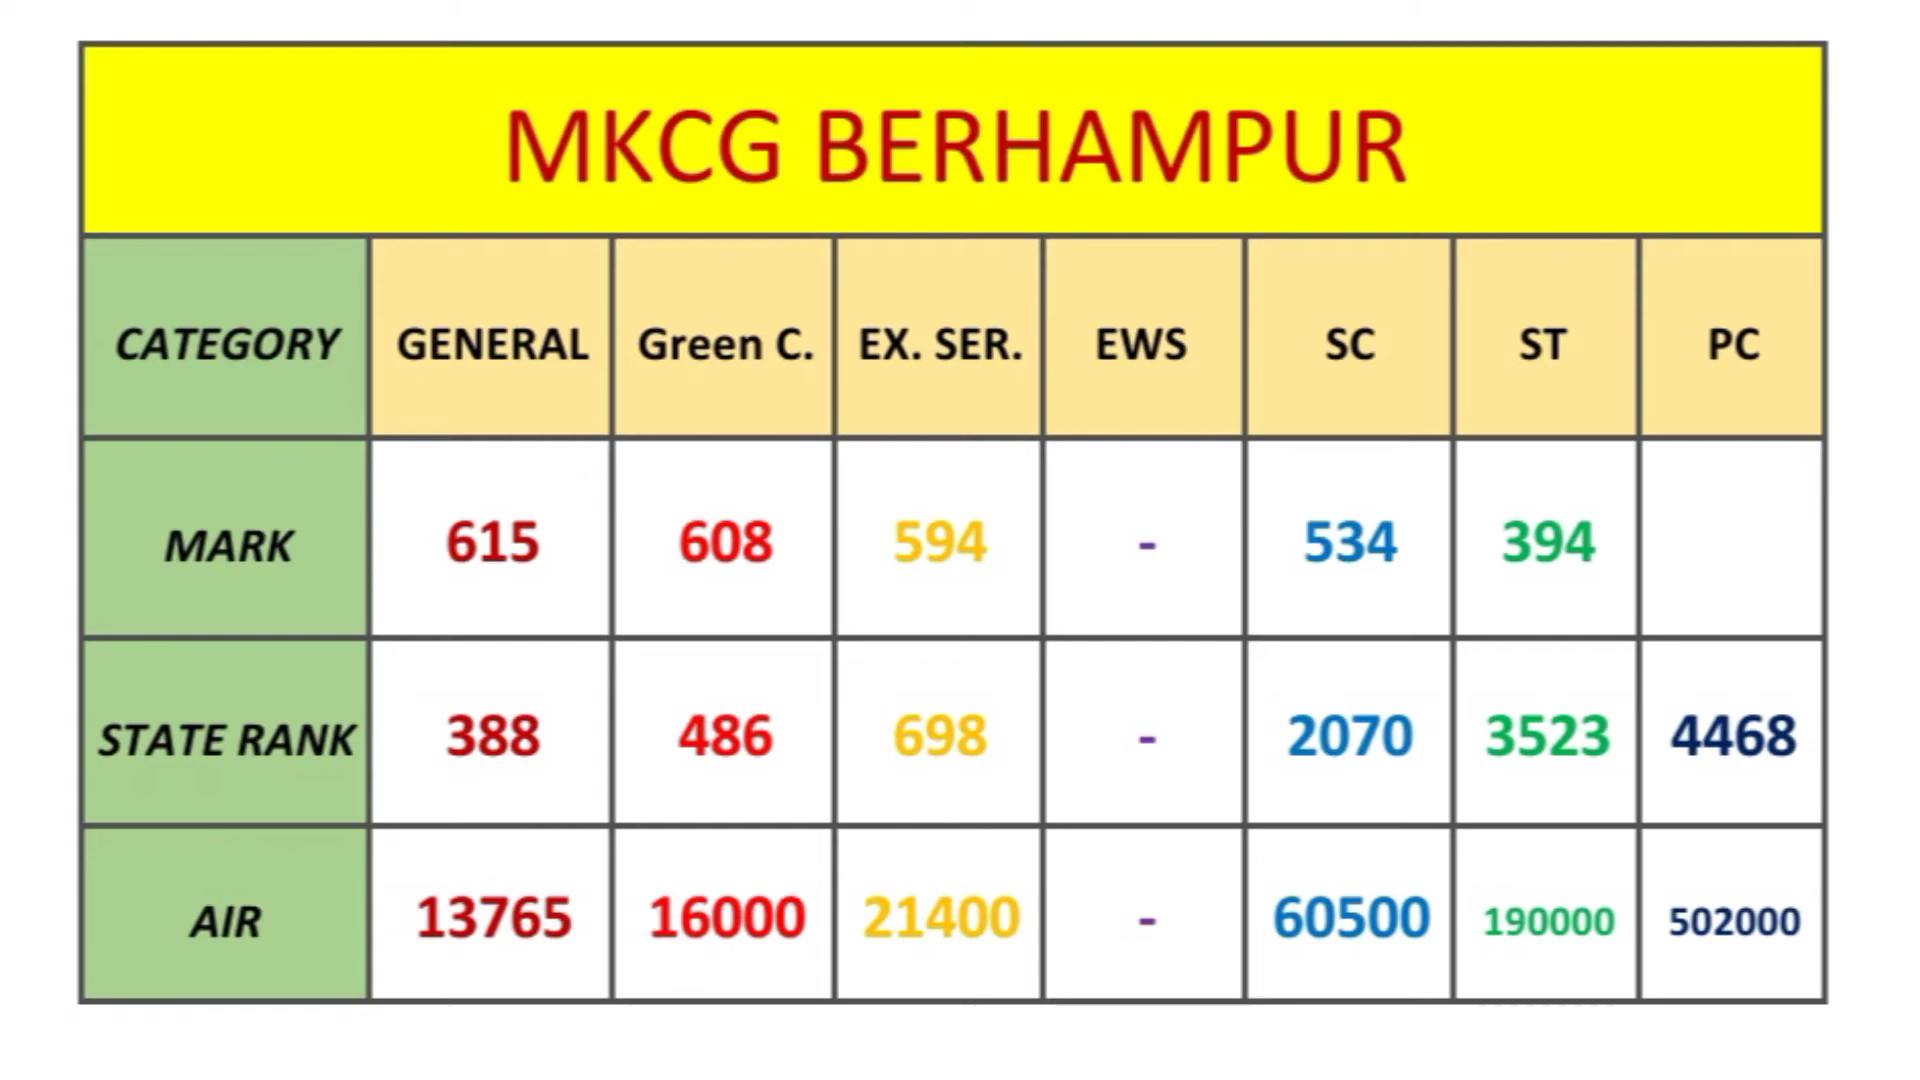 MKCG BERHAMPUR
CATEGORY GENERAL Green C. EX. SER. EWS SC ST PC
MARK 615 608 594 - 534 394
STATE RANK 388 486 698 - 2070 3523 4468
AIR 13765 16000 21400 - 60500 190000 502000